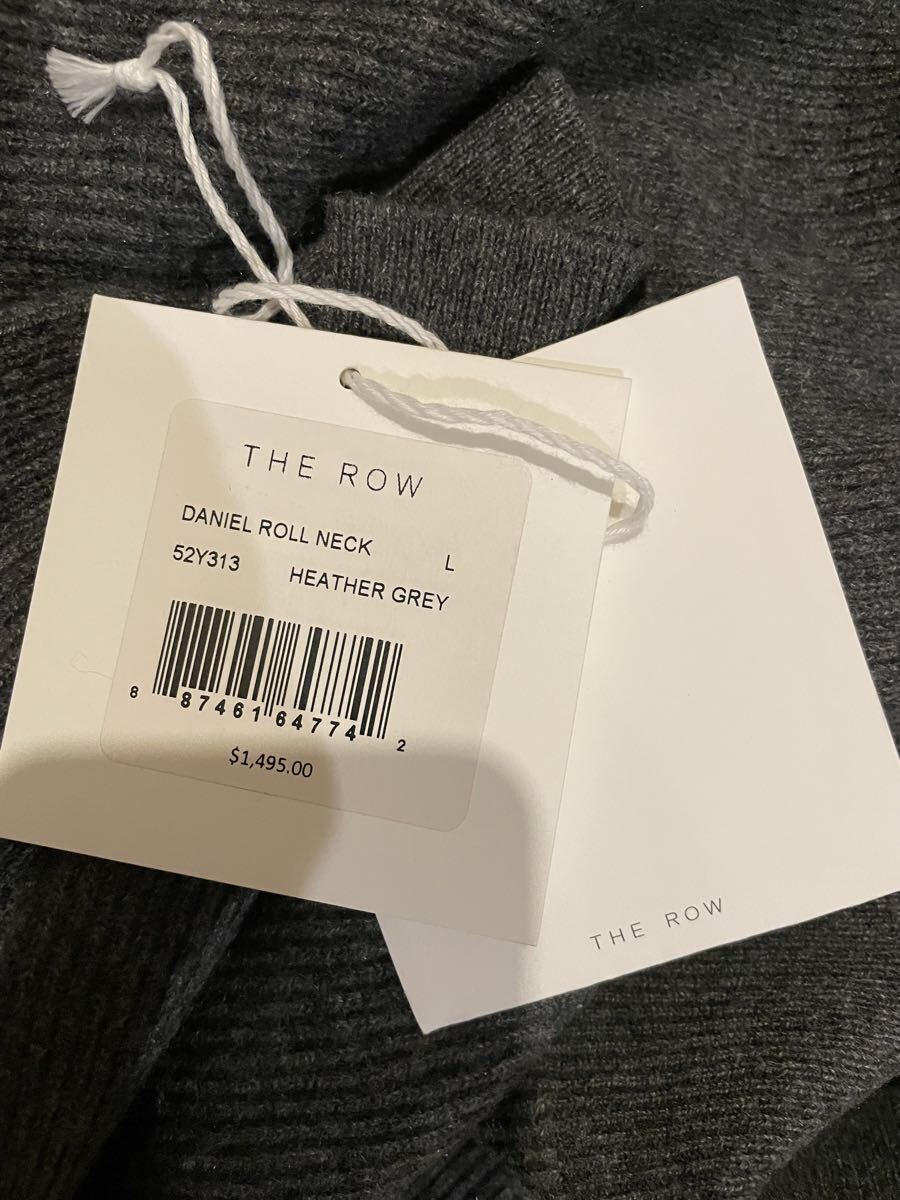 THE ROW
DANIEL ROLL NECK L
52Y313 HEATHER GREY
8 87461 64774 2
$1,495.00
THE ROW